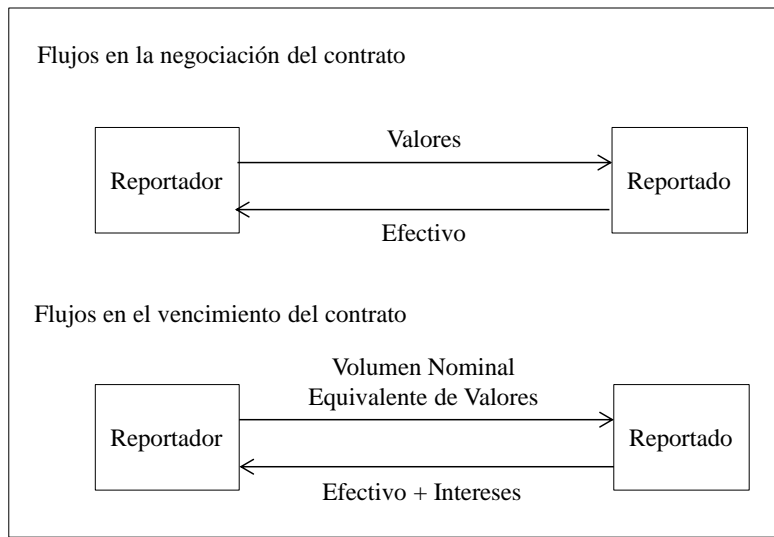 Flujos en la negociación del contrato
Valores
Reportador
Reportado
Efectivo
Flujos en el vencimiento del contrato
Volumen Nominal
Equivalente de Valores
Reportador
Reportado
Efectivo + Intereses